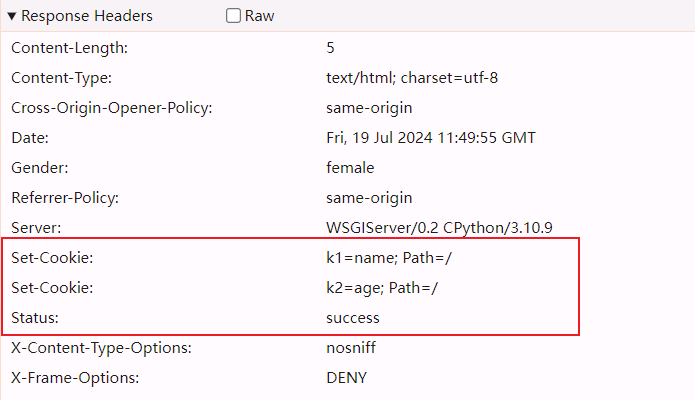 ▼ Response Headers Raw
Content-Length: 5
Content-Type: text/html; charset=utf-8
Cross-Origin-Opener-Policy: same-origin
Date: Fri, 19 Jul 2024 11:49:55 GMT
Gender: female
Referrer-Policy: same-origin
Server: WSGIServer/0.2 CPython/3.10.9
Set-Cookie: k1=name; Path=/
Set-Cookie: k2=age; Path=/
Status: success
X-Content-Type-Options: nosniff
X-Frame-Options: DENY